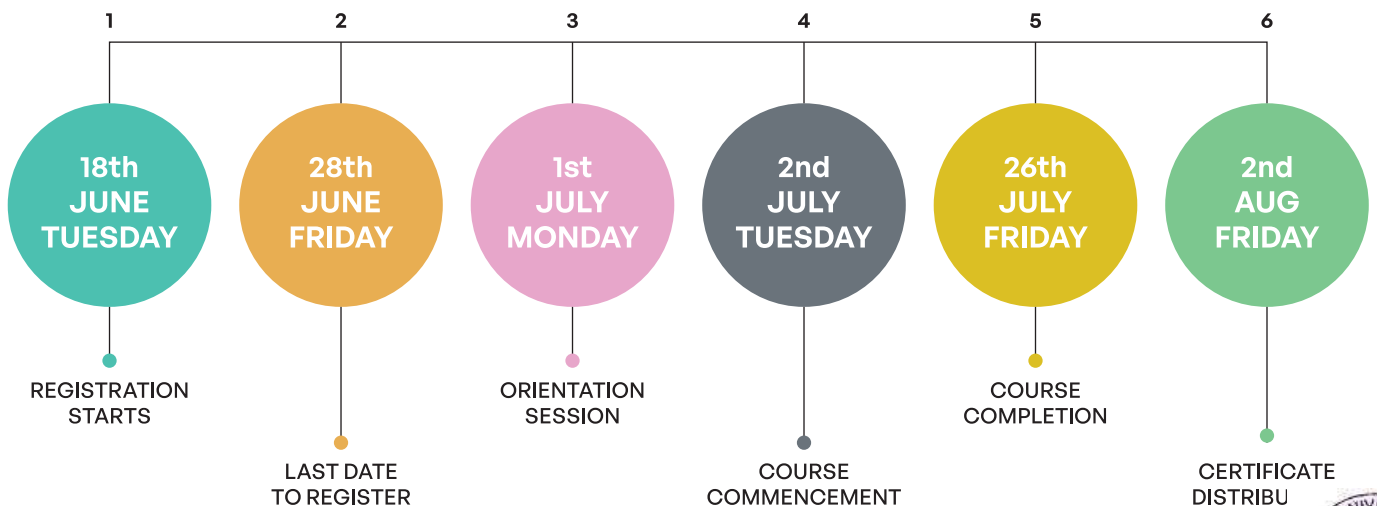 1 2 3 4 5 6
18th
JUNE
TUESDAY
28th
JUNE
FRIDAY
1st
JULY
MONDAY
2nd
JULY
TUESDAY
26th
JULY
FRIDAY
2nd
AUG
FRIDAY
REGISTRATION
STARTS
LAST DATE
TO REGISTER
ORIENTATION
SESSION
COURSE
COMMENCEMENT
COURSE
COMPLETION
CERTIFICATE
DISTRIBU